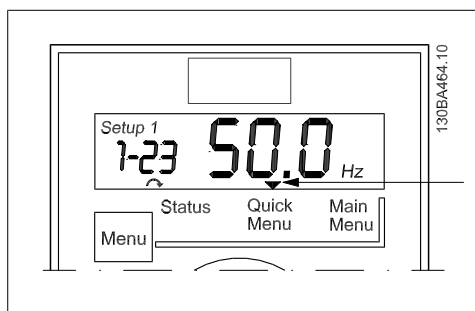 130BA464.10
Setup 1
1-23
50.0
Hz
Status
Quick
Menu
Main
Menu
Menu